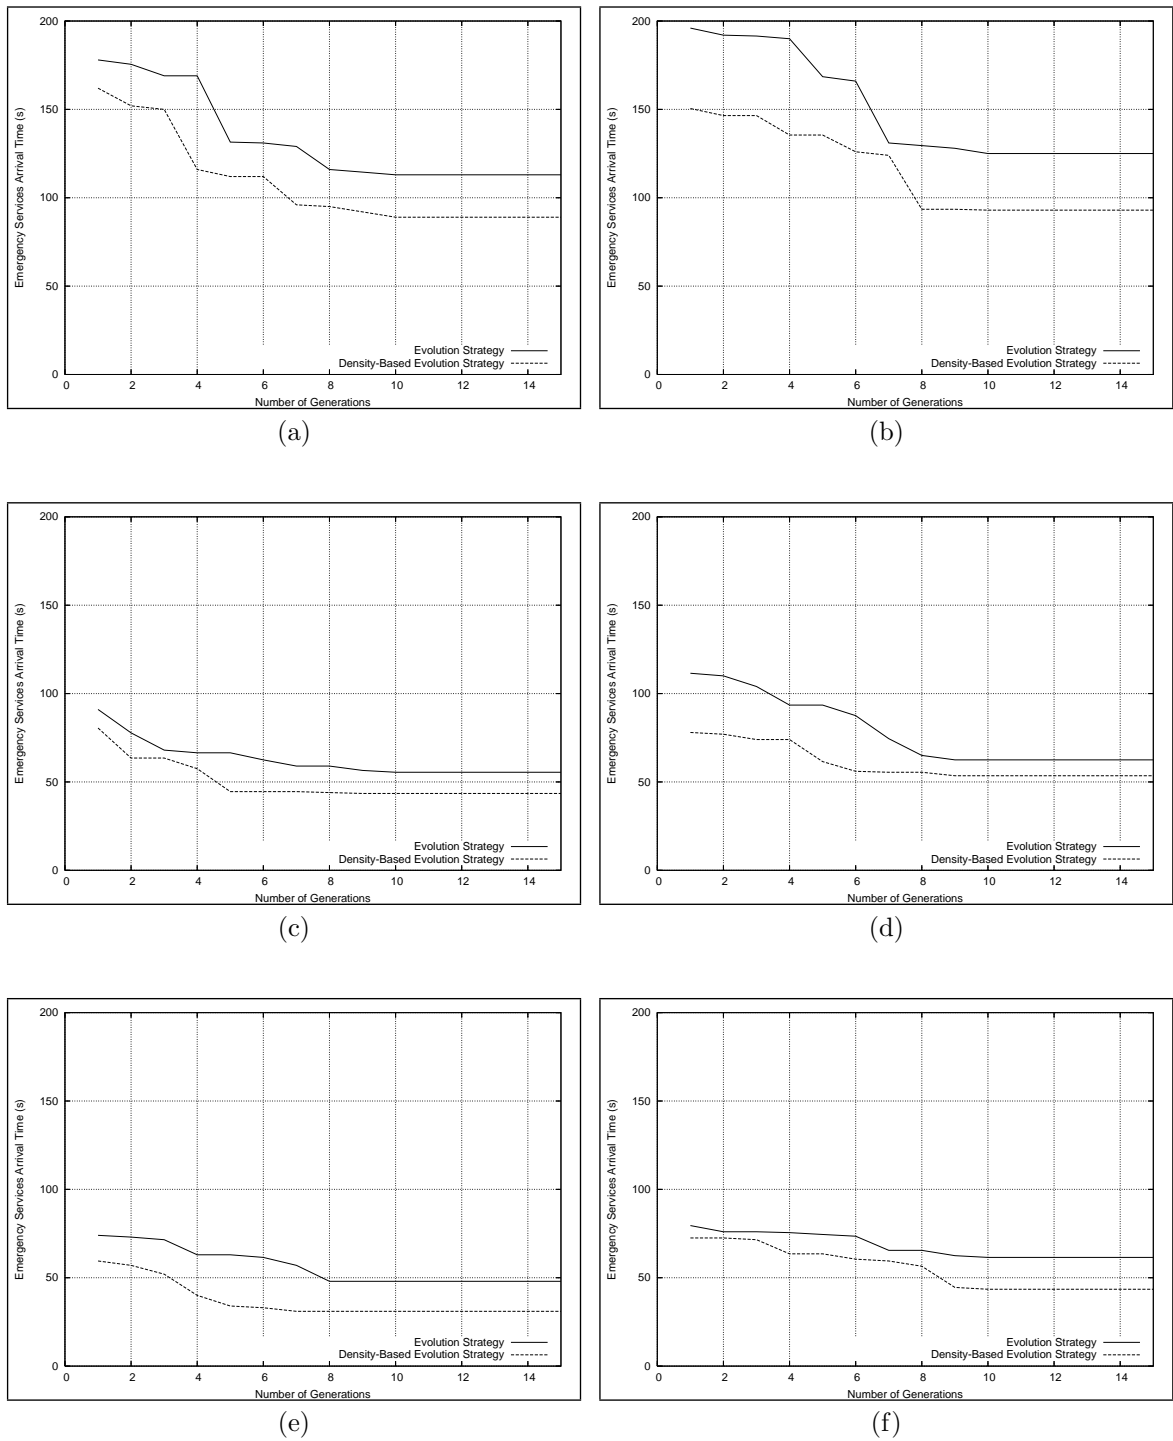 200
150
100
50
0
Emergency Services Arrival Time (s)
Evolution Strategy
Density-Based Evolution Strategy
0 2 4 6 8 10 12 14
Number of Generations
(a)
200
150
100
50
0
Emergency Services Arrival Time (s)
Evolution Strategy
Density-Based Evolution Strategy
0 2 4 6 8 10 12 14
Number of Generations
(b)
200
150
100
50
0
Emergency Services Arrival Time (s)
Evolution Strategy
Density-Based Evolution Strategy
0 2 4 6 8 10 12 14
Number of Generations
(c)
200
150
100
50
0
Emergency Services Arrival Time (s)
Evolution Strategy
Density-Based Evolution Strategy
0 2 4 6 8 10 12 14
Number of Generations
(d)
200
150
100
50
0
Emergency Services Arrival Time (s)
Evolution Strategy
Density-Based Evolution Strategy
0 2 4 6 8 10 12 14
Number of Generations
(e)
200
150
100
50
0
Emergency Services Arrival Time (s)
Evolution Strategy
Density-Based Evolution Strategy
0 2 4 6 8 10 12 14
Number of Generations
(f)